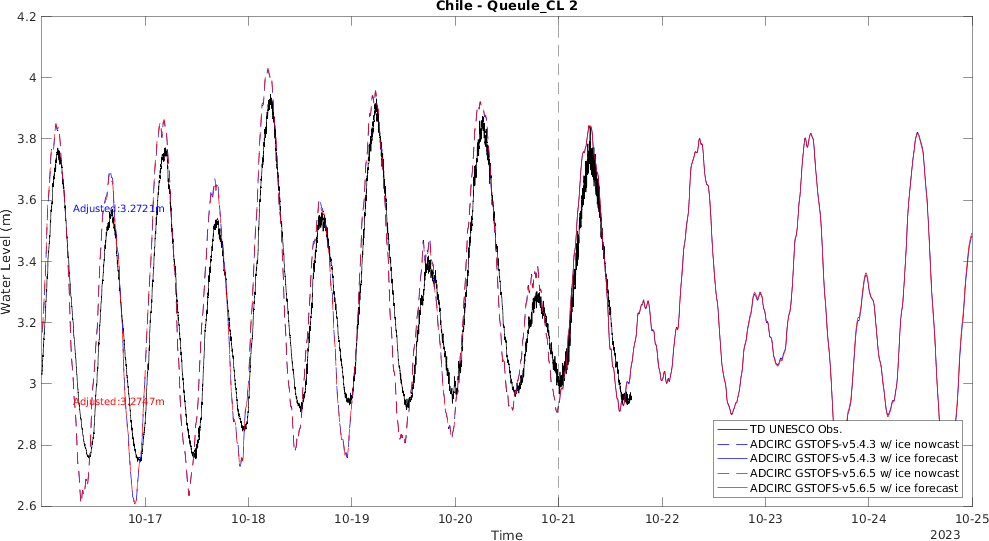 Chile - Queule_CL 2
4.2
4
3.8
3.6
3.4
3.2
3
2.8
2.6
Water Level (m)
Adjusted:3.2721m
Adjusted:3.2747m
TD UNESCO Obs.
ADCIRC GSTOFS-v5.4.3 w/ ice nowcast
ADCIRC GSTOFS-v5.4.3 w/ ice forecast
ADCIRC GSTOFS-v5.6.5 w/ ice nowcast
ADCIRC GSTOFS-v5.6.5 w/ ice forecast
10-17 10-18 10-19 10-20 10-21 10-22 10-23 10-24 10-25
Time
2023